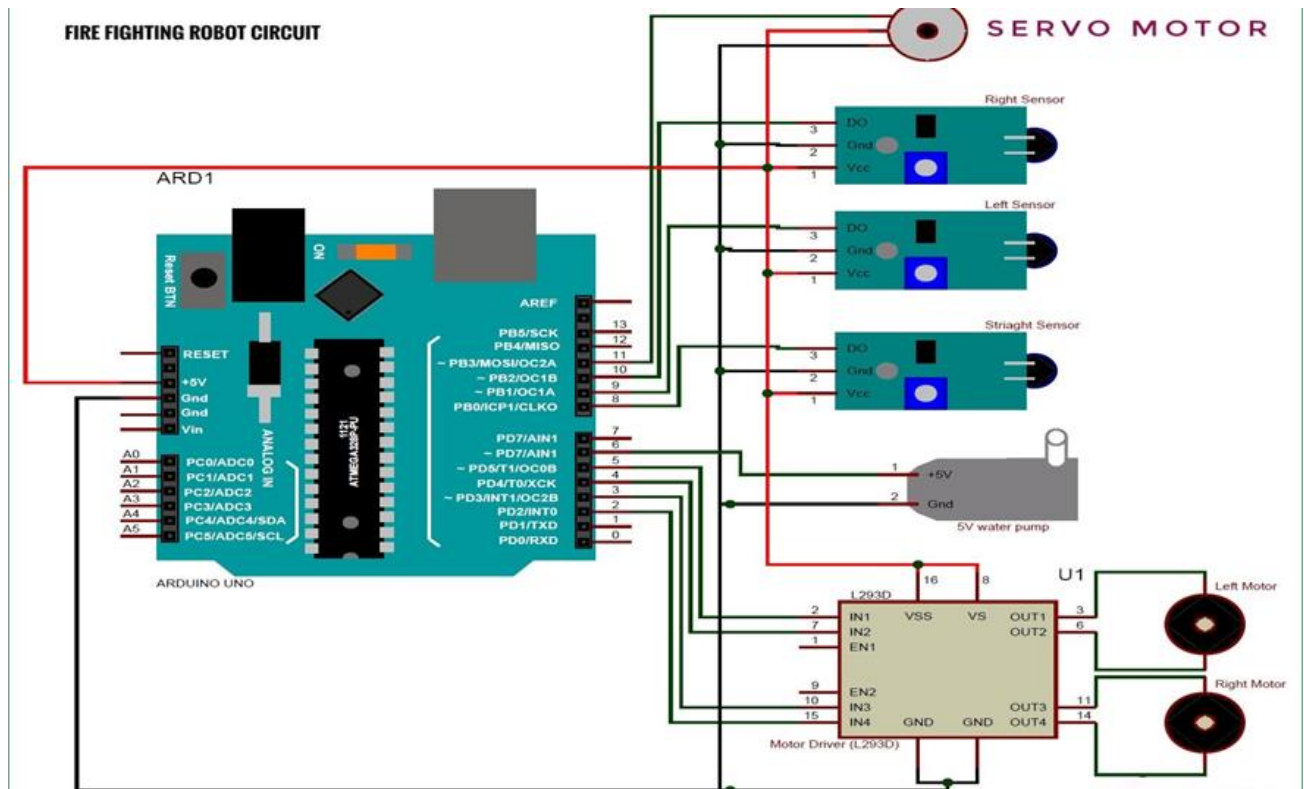 FIRE FIGHTING ROBOT CIRCUIT
SERVO MOTOR
Right Sensor
3 DO
2 Gnd
1 Vcc
Left Sensor
3 DO
2 Gnd
1 Vcc
Striaght Sensor
3 DO
2 Gnd
1 Vcc
ARD1
Reset BTN
ON
AREF
PB5/SCK 13
PB4/MISO 12
~ PB3/MOSI/OC2A 11
~ PB2/OC1B 10
~ PB1/OC1A 9
PB0/ICP1/CLKO 8
PD7/AIN1 7
~ PD7/AIN1 6
~ PD5/T1/OC0B 5
PD4/T0/XCK 4
~ PD3/INT1/OC2B 3
PD2/INT0 2
PD1/TXD 1
PD0/RXD 0
RESET
+5V
Gnd
Gnd
Vin
ANALOG IN
A0 PC0/ADC0
A1 PC1/ADC1
A2 PC2/ADC2
A3 PC3/ADC3
A4 PC4/ADC4/SDA
A5 PC5/ADC5/SCL
1121
ATMEGA328P-PU
ARDUINO UNO
1 +5V
2 Gnd
5V water pump
U1
L293D
16 8
VSS VS
2 IN1
7 IN2
1 EN1
9 EN2
10 IN3
15 IN4
OUT1 3
OUT2 6
OUT3 11
OUT4 14
GND GND
Motor Driver (L293D)
Left Motor
Right Motor